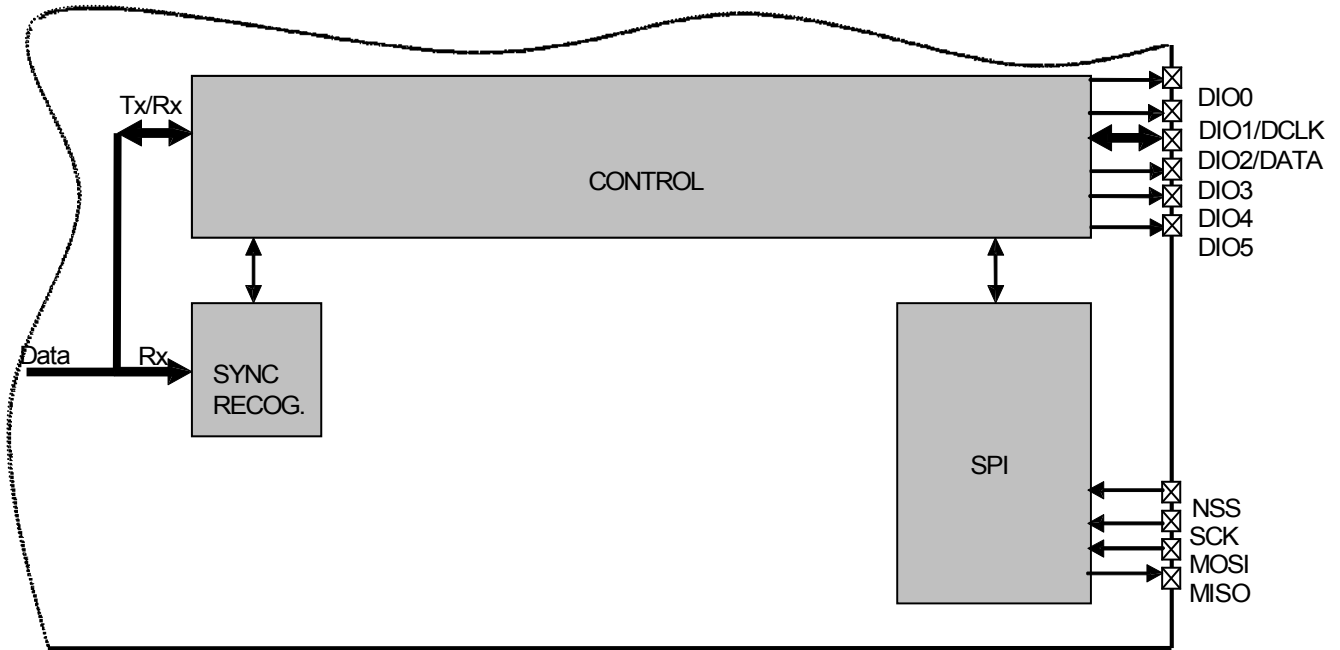 Tx/Rx
DIO0
DIO1/DCLK
DIO2/DATA
CONTROL
DIO3
DIO4
DIO5
Data
Rx
SYNC
RECOG.
SPI
NSS
SCK
MOSI
MISO